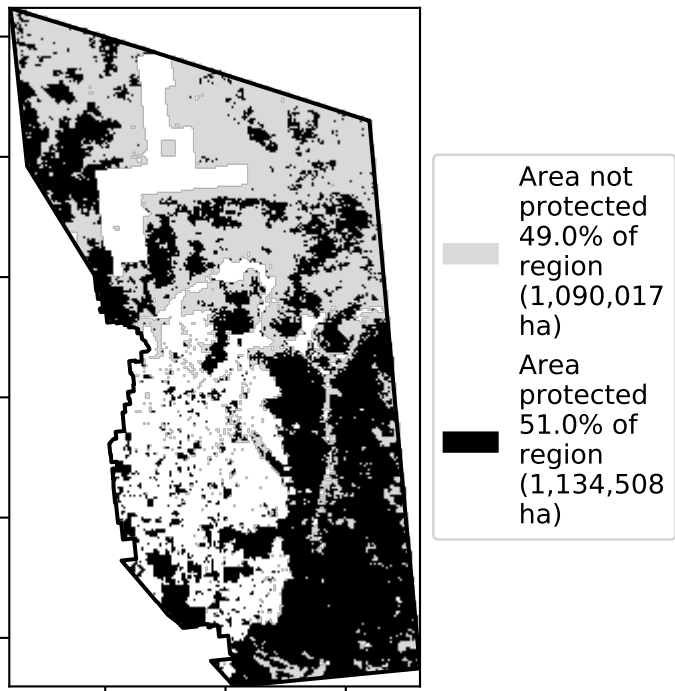 Area not
protected
49.0% of
region
(1,090,017
ha)
Area
protected
51.0% of
region
(1,134,508
ha)